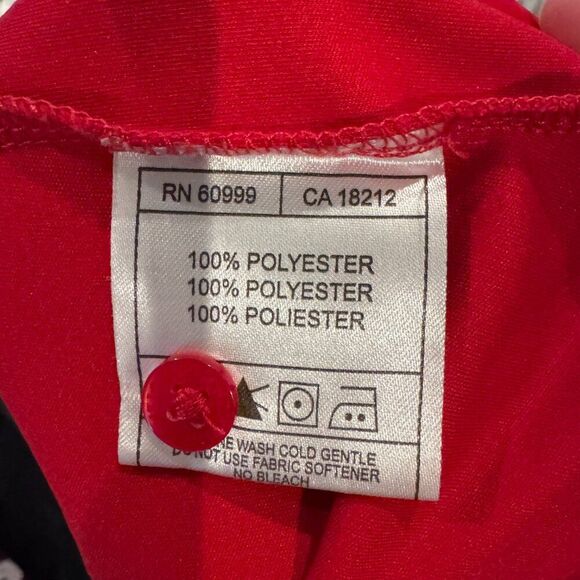 RN 60999
CA 18212
100% POLYESTER
100% POLYESTER
100% POLIESTER
WASH COLD GENTLE
DO NOT USE FABRIC SOFTENER
NO BLEACH